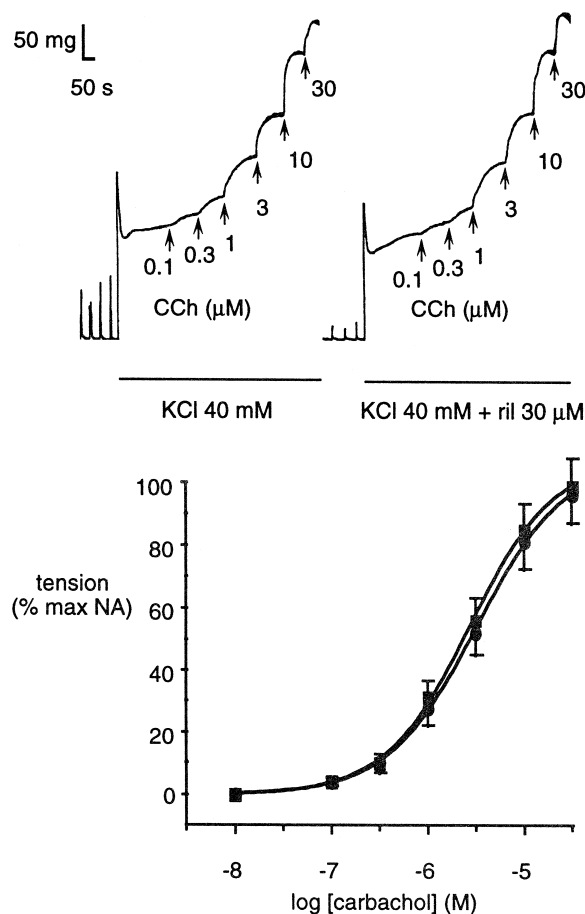 50 mg
50 s
0.1
0.3
1
3
10
30
CCh (μM)
0.1
0.3
1
3
10
30
CCh (μM)
KCl 40 mM
KCl 40 mM + ril 30 μM
tension
(% max NA)
100
80
60
40
20
0
-8
-7
-6
-5
log [carbachol] (M)